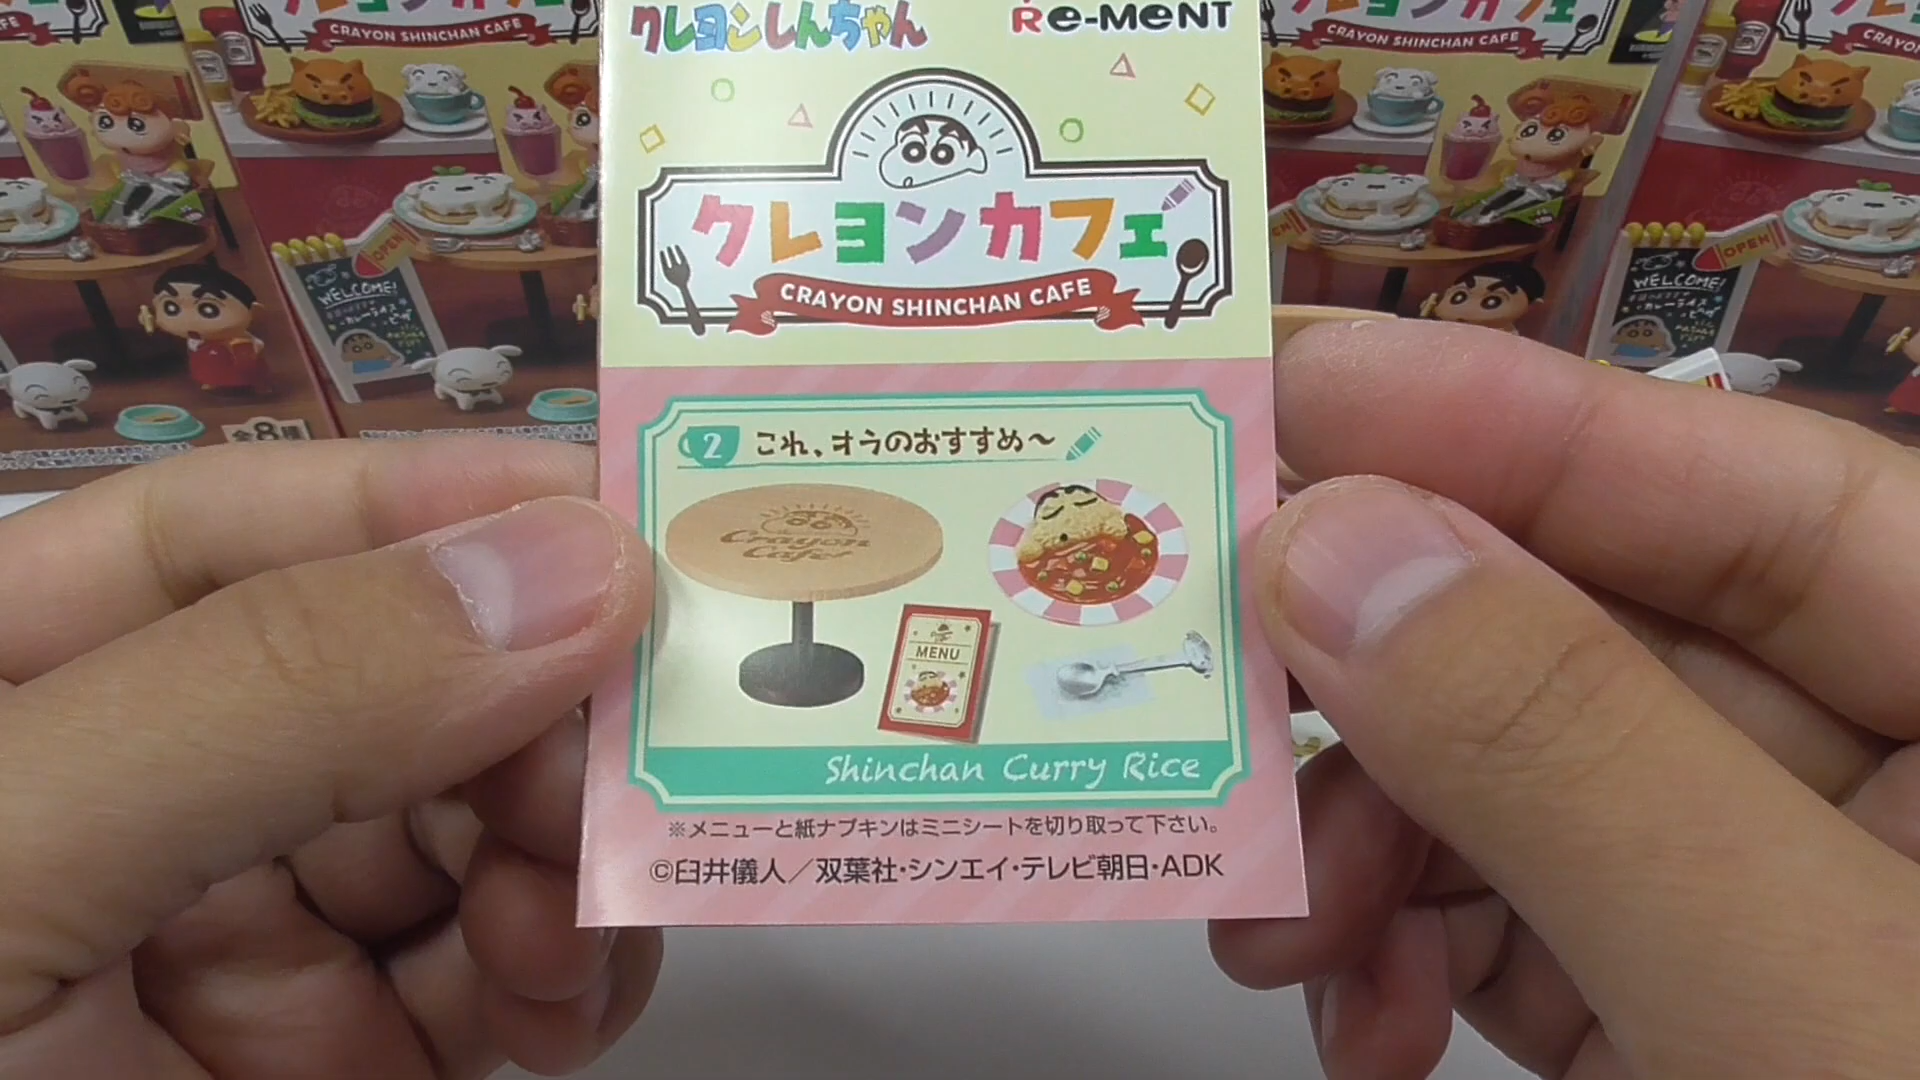 クレヨンしんちゃん
Re-MeNT
クレヨンカフェ
CRAYON SHINCHAN CAFE
2 これ、オラのおすすめ〜
Crayon
Cafe!
MENU
Shinchan Curry Rice
※メニューと紙ナプキンはミニシートを切り取って下さい。
©臼井儀人／双葉社・シンエイ・テレビ朝日・ADK
CRAYON SHINCHAN CAFE
OPEN
WELCOME!
全8種
CRAYON SHINCHAN CAFE
OPEN
WELCOME!